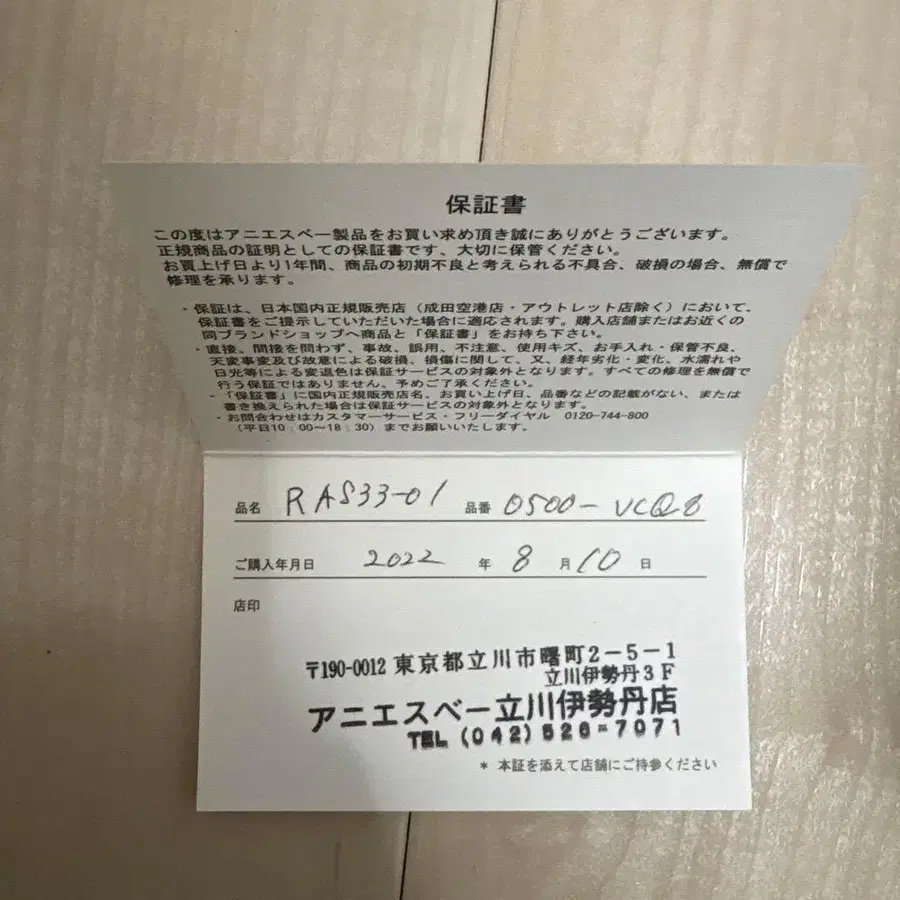 保証書
この度はアニエスベー製品をお買い求め頂き誠にありがとうございます。
正規商品の証明としての保証書です、大切に保管ください。
お買上げ日より1年間、商品の初期不良と考えられる不具合、破損の場合、無償で
修理を承ります。
・保証は、日本国内正規販売店（成田空港店・アウトレット店除く）において、
保証書をご提示していただいた場合に適応されます。購入店舗またはお近くの
同ブランドショップへ商品と「保証書」をお持ち下さい。
・直接、間接を問わず、事故、誤用、不注意、使用キズ、お手入れ・保管不良、
天変事変及び故意による破損、損傷に関して、又、経年劣化・変化、水濡れや
日光等による変退色は保証サービスの対象外となります。すべての修理を無償で
行う保証ではありません、予めご了承ください。
・「保証書」に国内正規販売店名、お買い上げ日、品番などの記載がない、または
書き換えられた場合は保証サービスの対象外となります。
・お問合わせはカスタマーサービス・フリーダイヤル 0120-744-800
（平日10：00〜18：30）までお願いいたします。
品名 RAS33-01 品番 0500-VCQ8
ご購入年月日 2022 年 8 月 10 日
店印
〒190-0012 東京都立川市曙町2-5-1
立川伊勢丹3F
アニエスベー立川伊勢丹店
TEL (042)526-7071
* 本証を添えて店舗にご持参ください